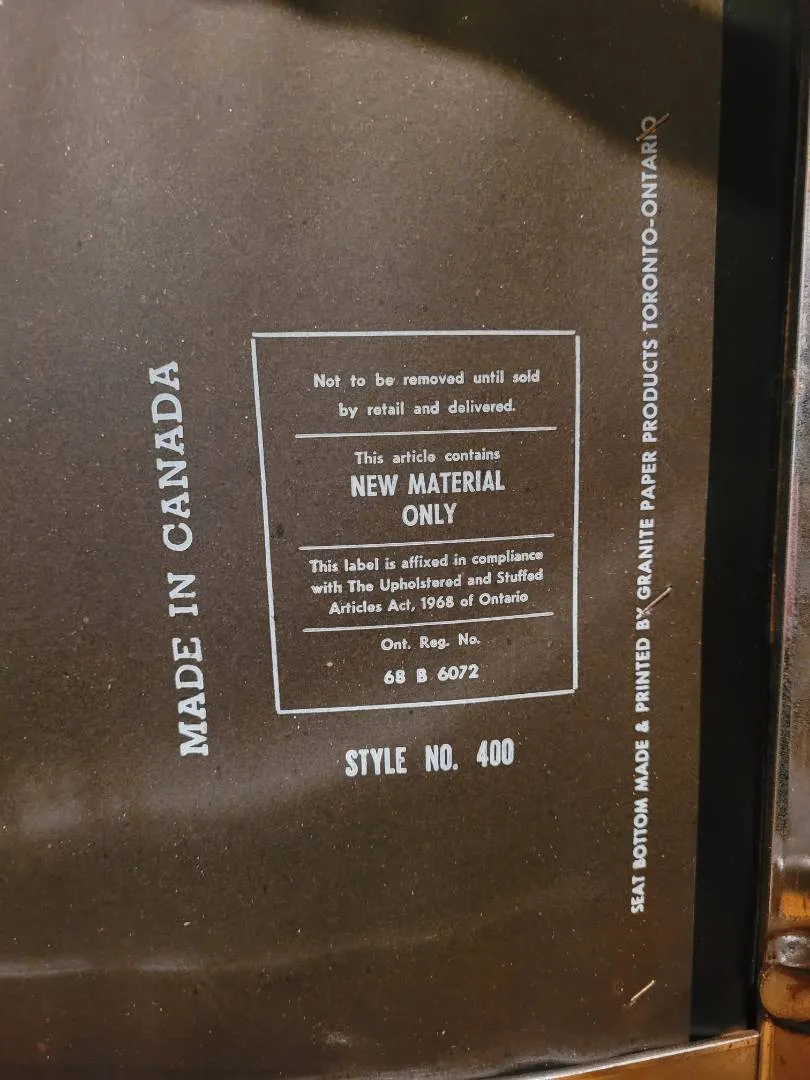 MADE IN CANADA
Not to be removed until sold
by retail and delivered.
This article contains
NEW MATERIAL
ONLY
This label is affixed in compliance
with The Upholstered and Stuffed
Articles Act, 1968 of Ontario
Ont. Reg. No.
68 B 6072
STYLE NO. 400
SEAT BOTTOM MADE & PRINTED BY GRANITE PAPER PRODUCTS TORONTO-ONTARIO